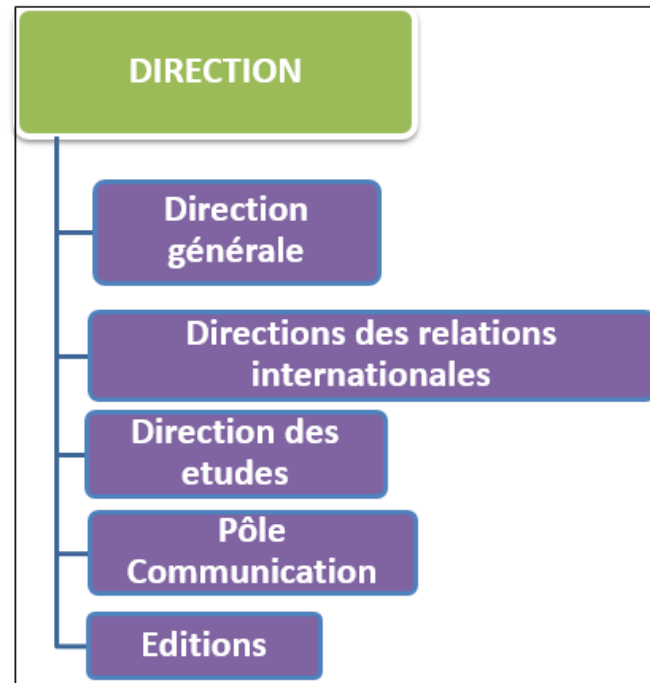 DIRECTION
Direction
générale
Directions des relations
internationales
Direction des
etudes
Pôle
Communication
Editions